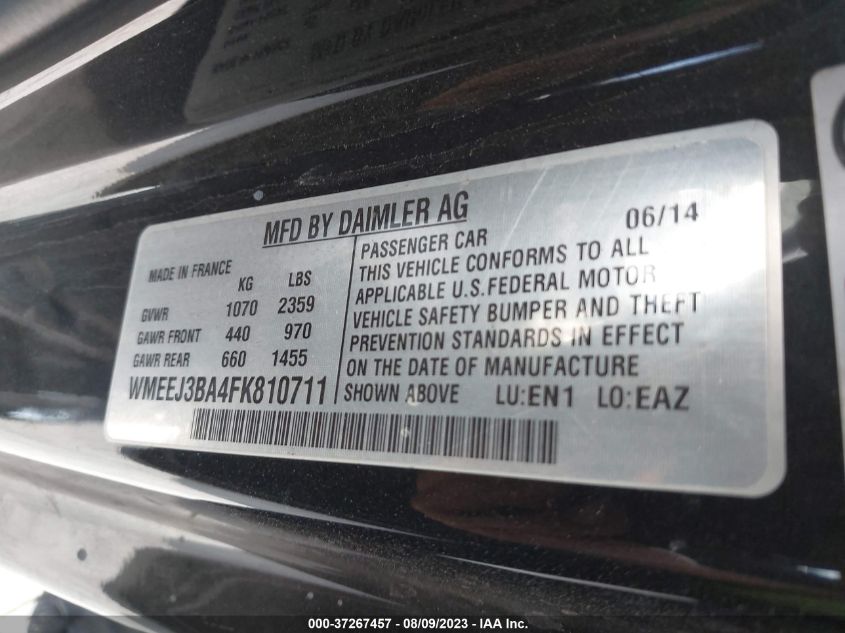 MFD BY DAIMLER AG
06/14
MADE IN FRANCE
KG LBS
GVWR 1070 2359
GAWR FRONT 440 970
GAWR REAR 660 1455
WMEEJ3BA4FK810711
PASSENGER CAR
THIS VEHICLE CONFORMS TO ALL
APPLICABLE U.S.FEDERAL MOTOR
VEHICLE SAFETY BUMPER AND THEFT
PREVENTION STANDARDS IN EFFECT
ON THE DATE OF MANUFACTURE
SHOWN ABOVE LU:EN1 LO:EAZ
000-37267457 - 08/09/2023 - IAA Inc.